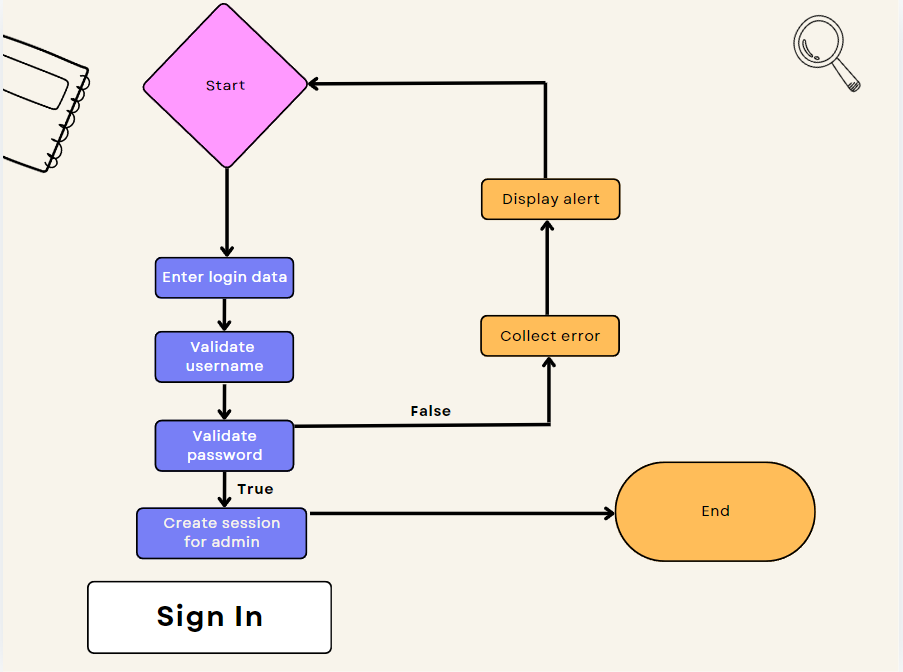 Start
Display alert
Enter login data
Collect error
Validate
username
False
Validate
password
True
Create session
for admin
End
Sign In